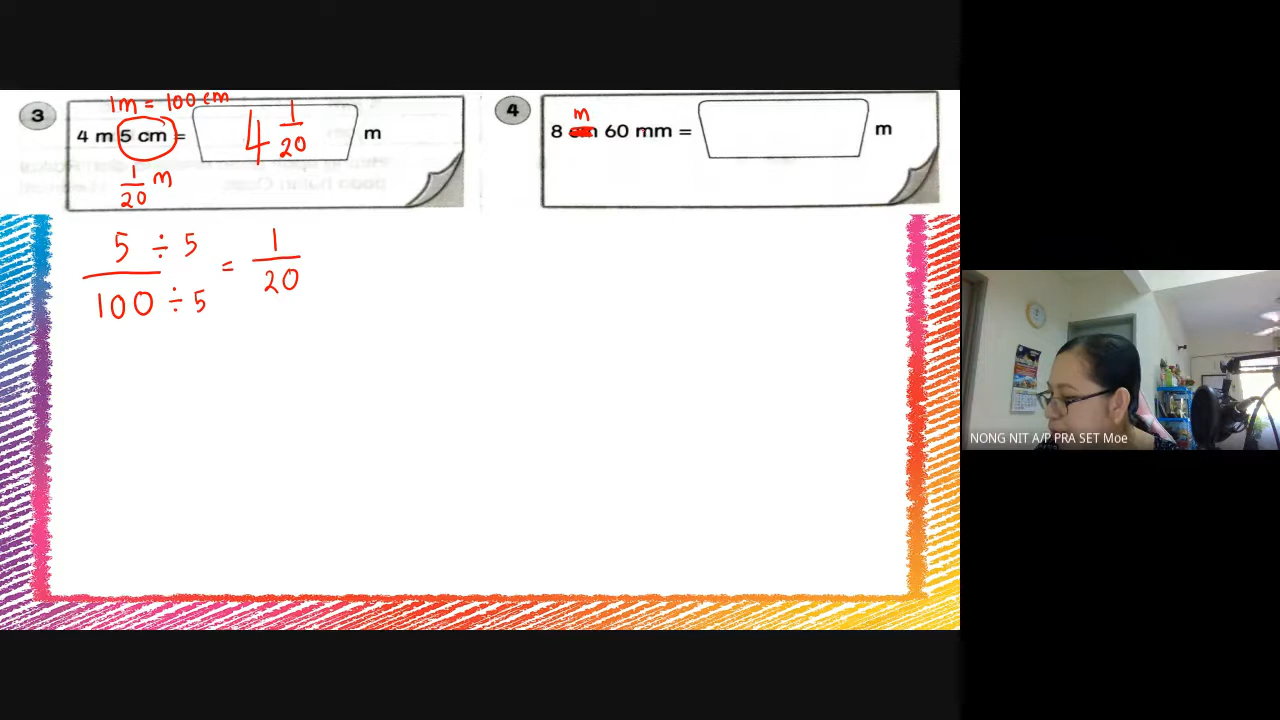 3
1m = 100 cm
4 m 5 cm = 4 1/20 m
1/20 m
4
m
8 60 mm = m
5 ÷ 5
100 ÷ 5
= 1/20
NONG NIT A/P PRA SET Moe